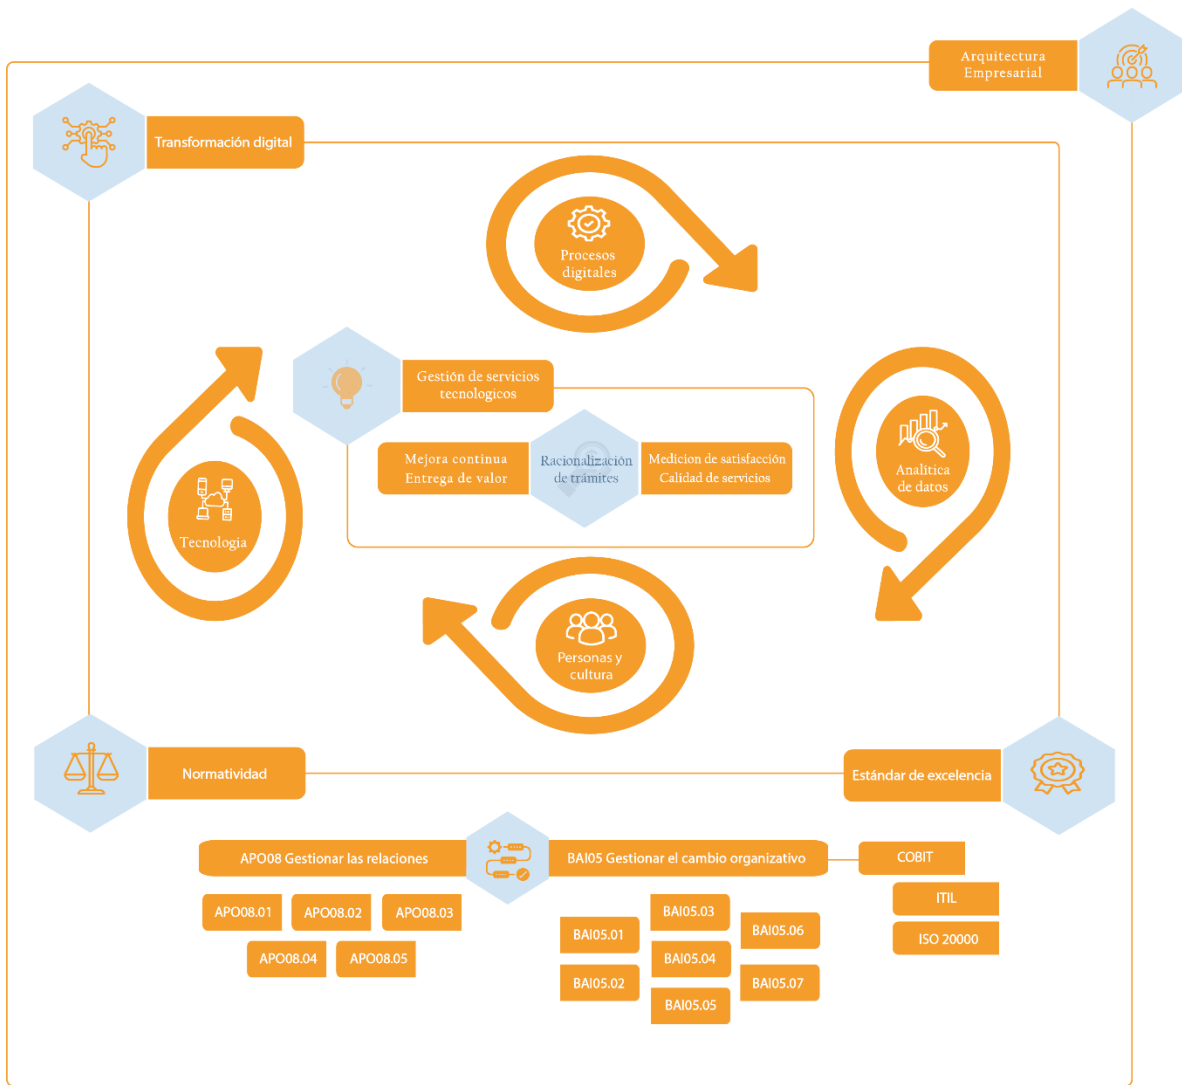 Arquitectura
Empresarial
Transformación digital
Procesos
digitales
Gestión de servicios
tecnologicos
Mejora continua
Entrega de valor
Racionalización
de trámites
Medicion de satisfacción
Calidad de servicios
Analítica
de datos
Tecnologia
Personas y
cultura
Normatividad
Estándar de excelencia
APO08 Gestionar las relaciones
BAI05 Gestionar el cambio organizativo
COBIT
ITIL
ISO 20000
APO08.01
APO08.02
APO08.03
APO08.04
APO08.05
BAI05.01
BAI05.02
BAI05.03
BAI05.04
BAI05.05
BAI05.06
BAI05.07